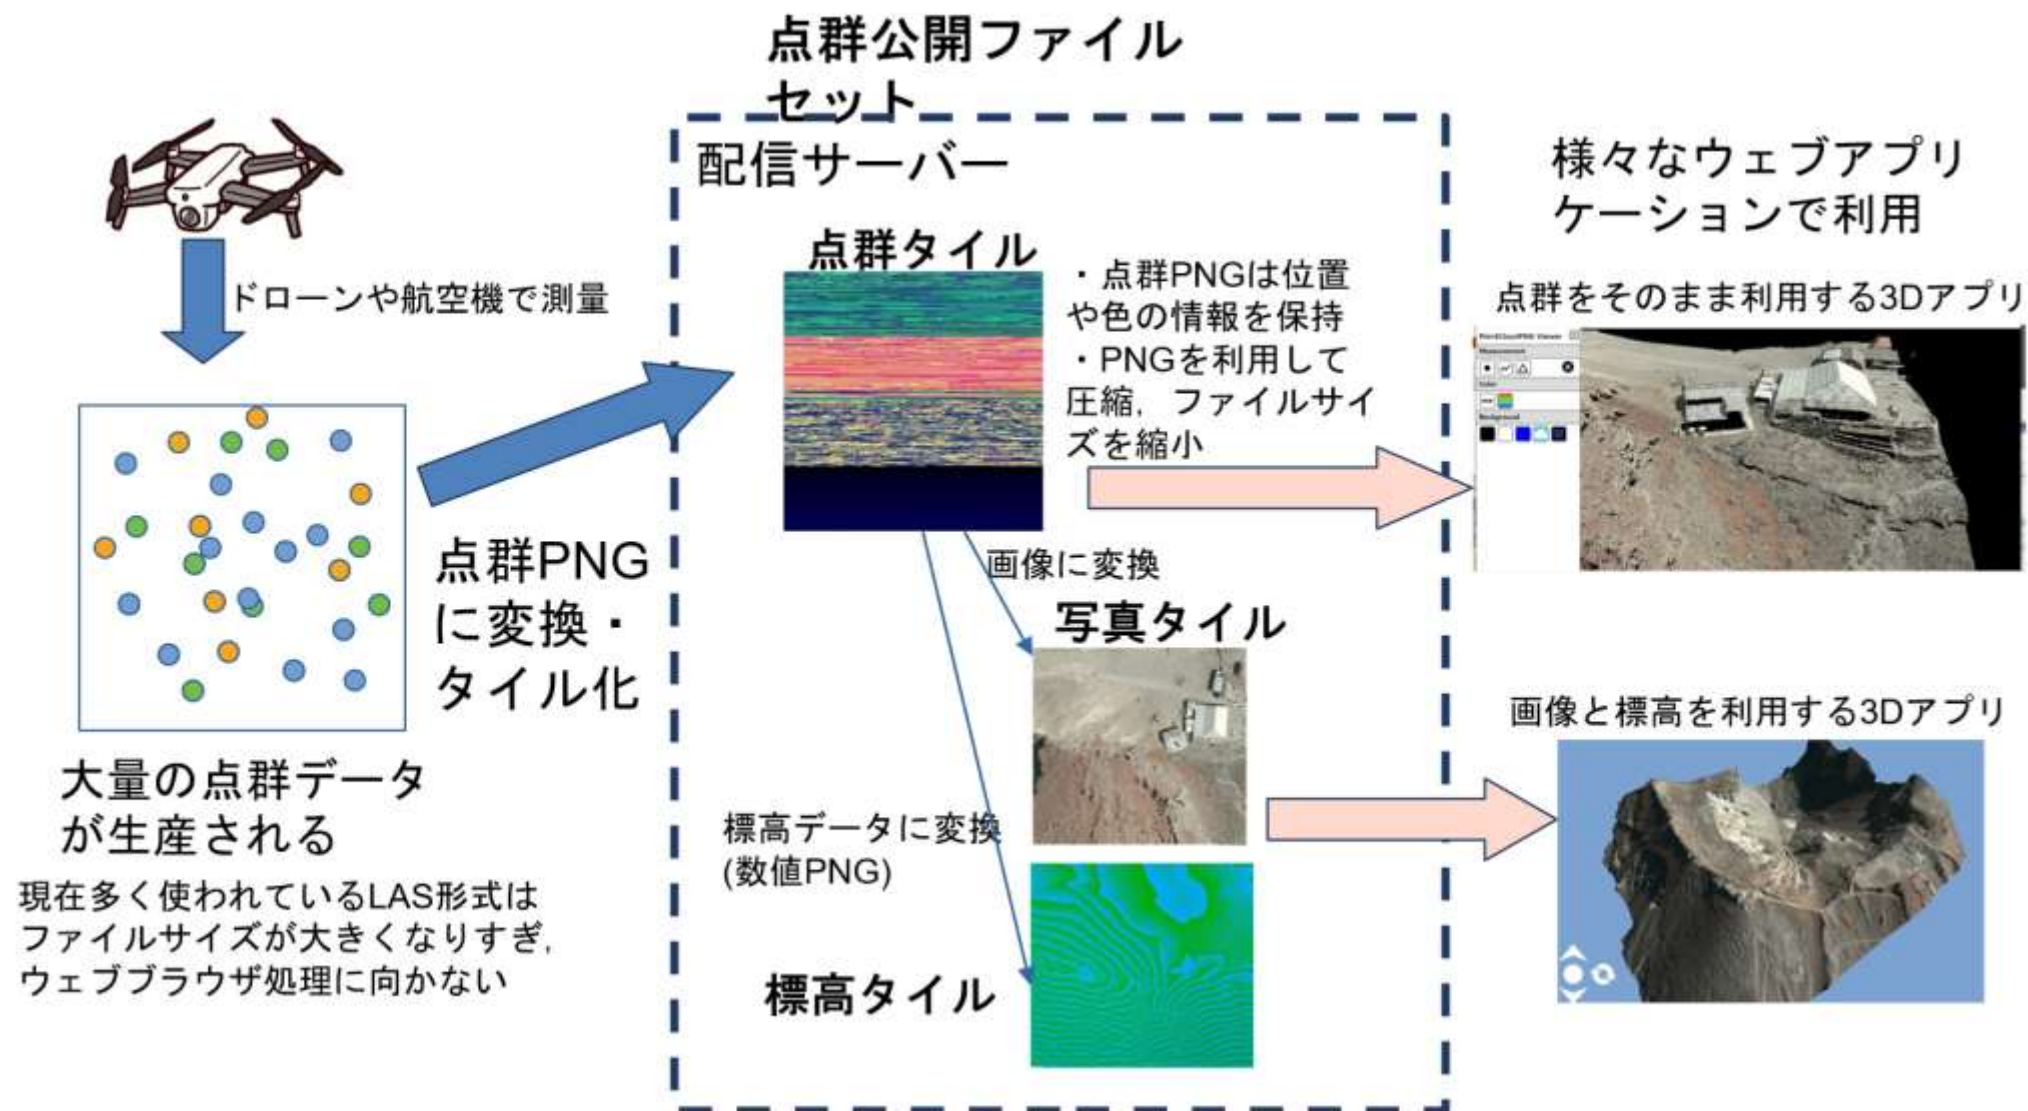 点群公開ファイル
セット
配信サーバー
ドローンや航空機で測量
点群PNG
に変換・
タイル化
大量の点群データ
が生産される
現在多く使われているLAS形式は
ファイルサイズが大きくなりすぎ,
ウェブブラウザ処理に向かない
点群タイル
・点群PNGは位置
や色の情報を保持
・PNGを利用して
圧縮，ファイルサイ
ズを縮小
画像に変換
写真タイル
標高データに変換
(数値PNG)
標高タイル
様々なウェブアプリ
ケーションで利用
点群をそのまま利用する3Dアプリ
Measurement
Color
Background
画像と標高を利用する3Dアプリ